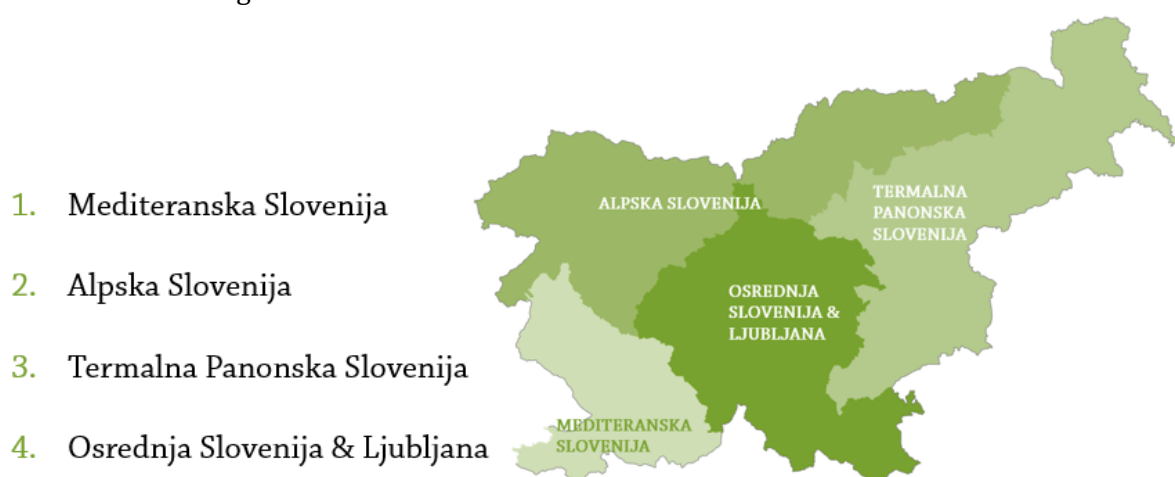 1. Mediteranska Slovenija
2. Alpska Slovenija
3. Termalna Panonska Slovenija
4. Osrednja Slovenija & Ljubljana
ALPSKA SLOVENIJA
TERMALNA
PANONSKA
SLOVENIJA
OSREDNJA
SLOVENIJA &
LJUBLJANA
MEDITERANSKA
SLOVENIJA